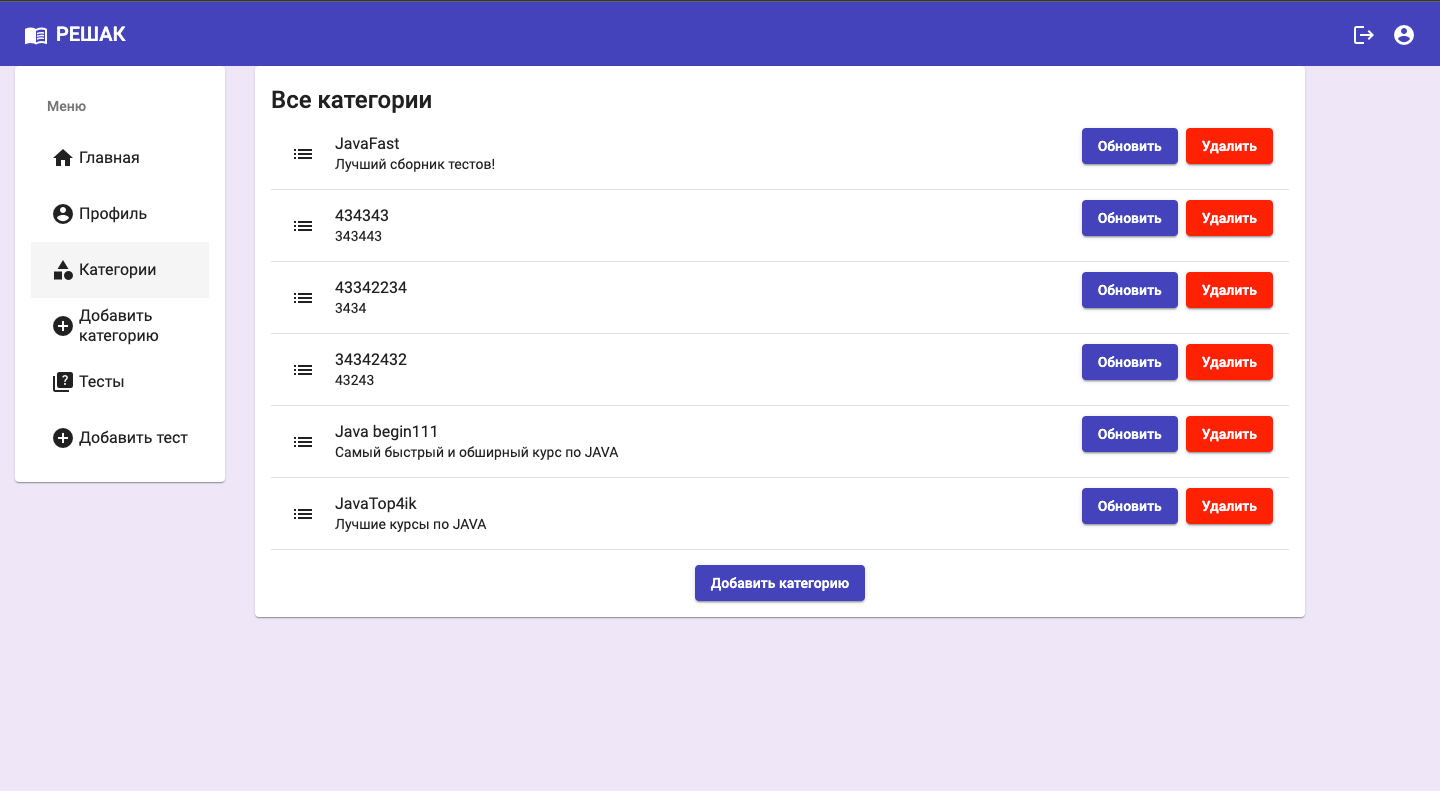 РЕШАК
Меню
Главная
Профиль
Категории
Добавить
категорию
Тесты
Добавить тест
Все категории
JavaFast
Лучший сборник тестов!
Обновить Удалить
434343
343443
Обновить Удалить
43342234
3434
Обновить Удалить
34342432
43243
Обновить Удалить
Java begin111
Самый быстрый и обширный курс по JAVA
Обновить Удалить
JavaTop4ik
Лучшие курсы по JAVA
Обновить Удалить
Добавить категорию